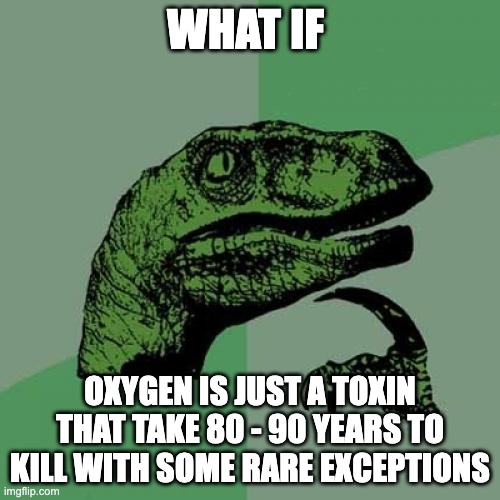 WHAT IF
OXYGEN IS JUST A TOXIN
THAT TAKE 80 - 90 YEARS TO
KILL WITH SOME RARE EXCEPTIONS
imgflip.com